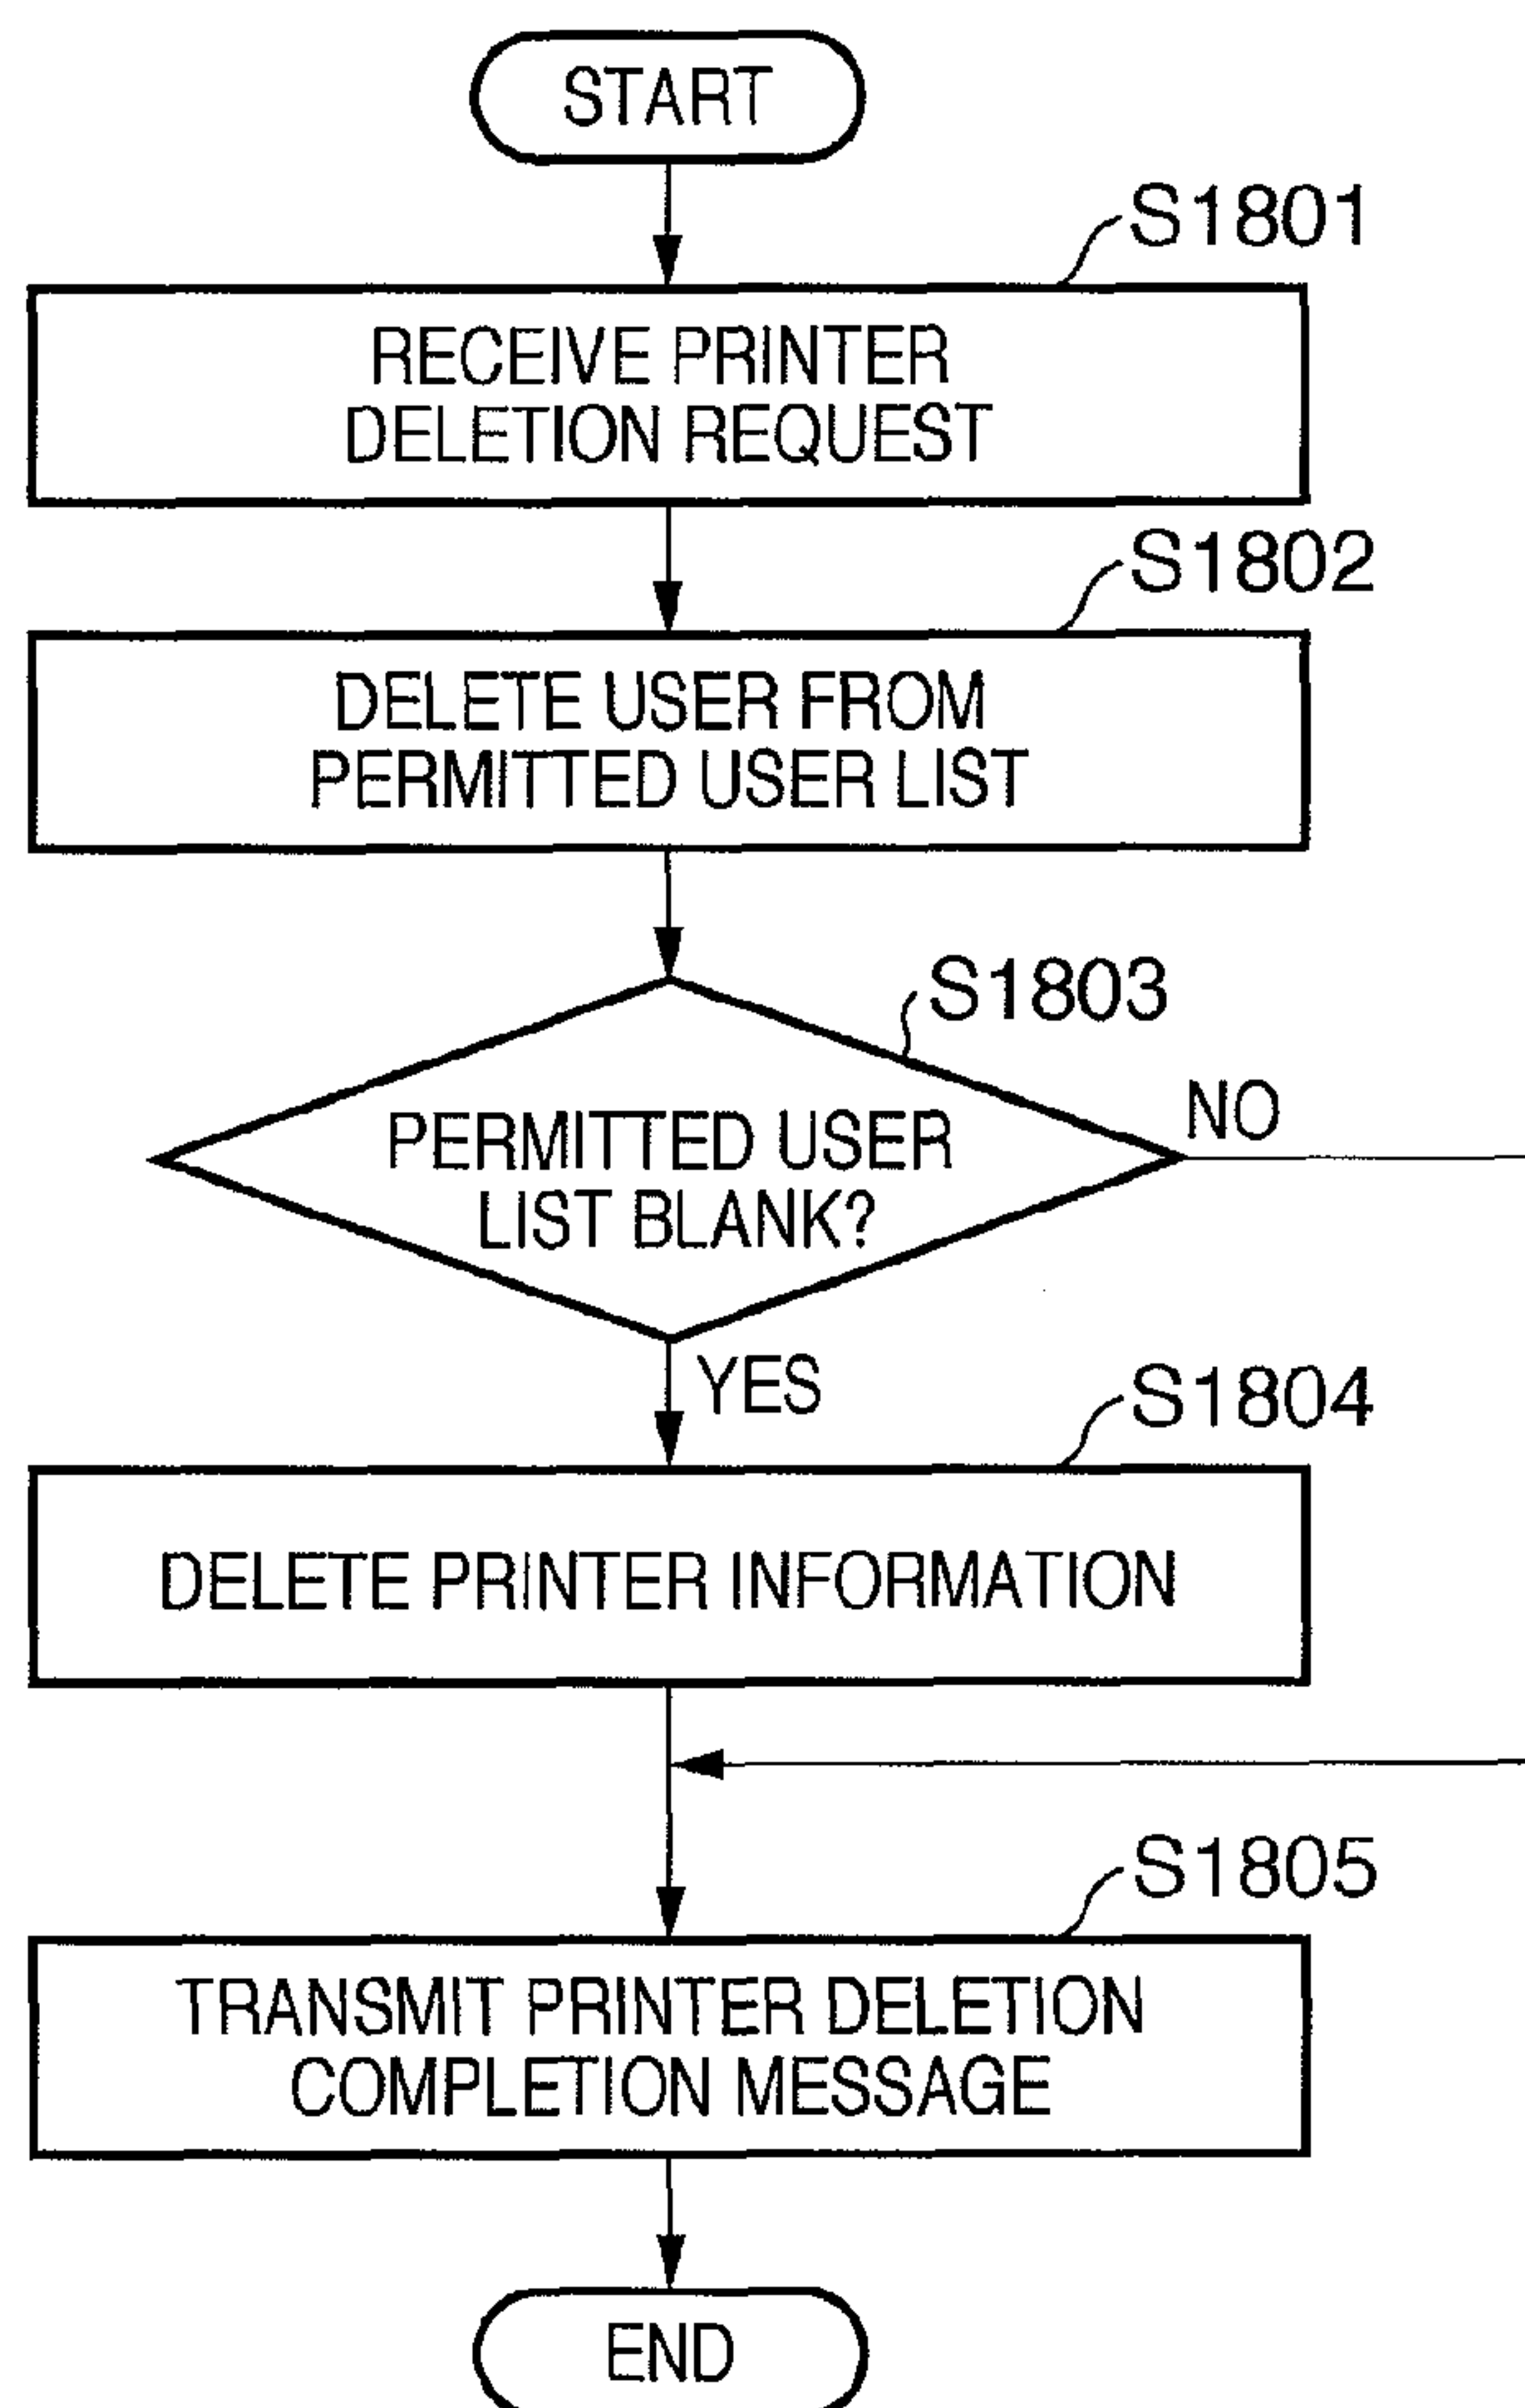 START
S1801
RECEIVE PRINTER
DELETION REQUEST
S1802
DELETE USER FROM
PERMITTED USER LIST
S1803
PERMITTED USER
LIST BLANK?
NO
YES
S1804
DELETE PRINTER INFORMATION
S1805
TRANSMIT PRINTER DELETION
COMPLETION MESSAGE
END